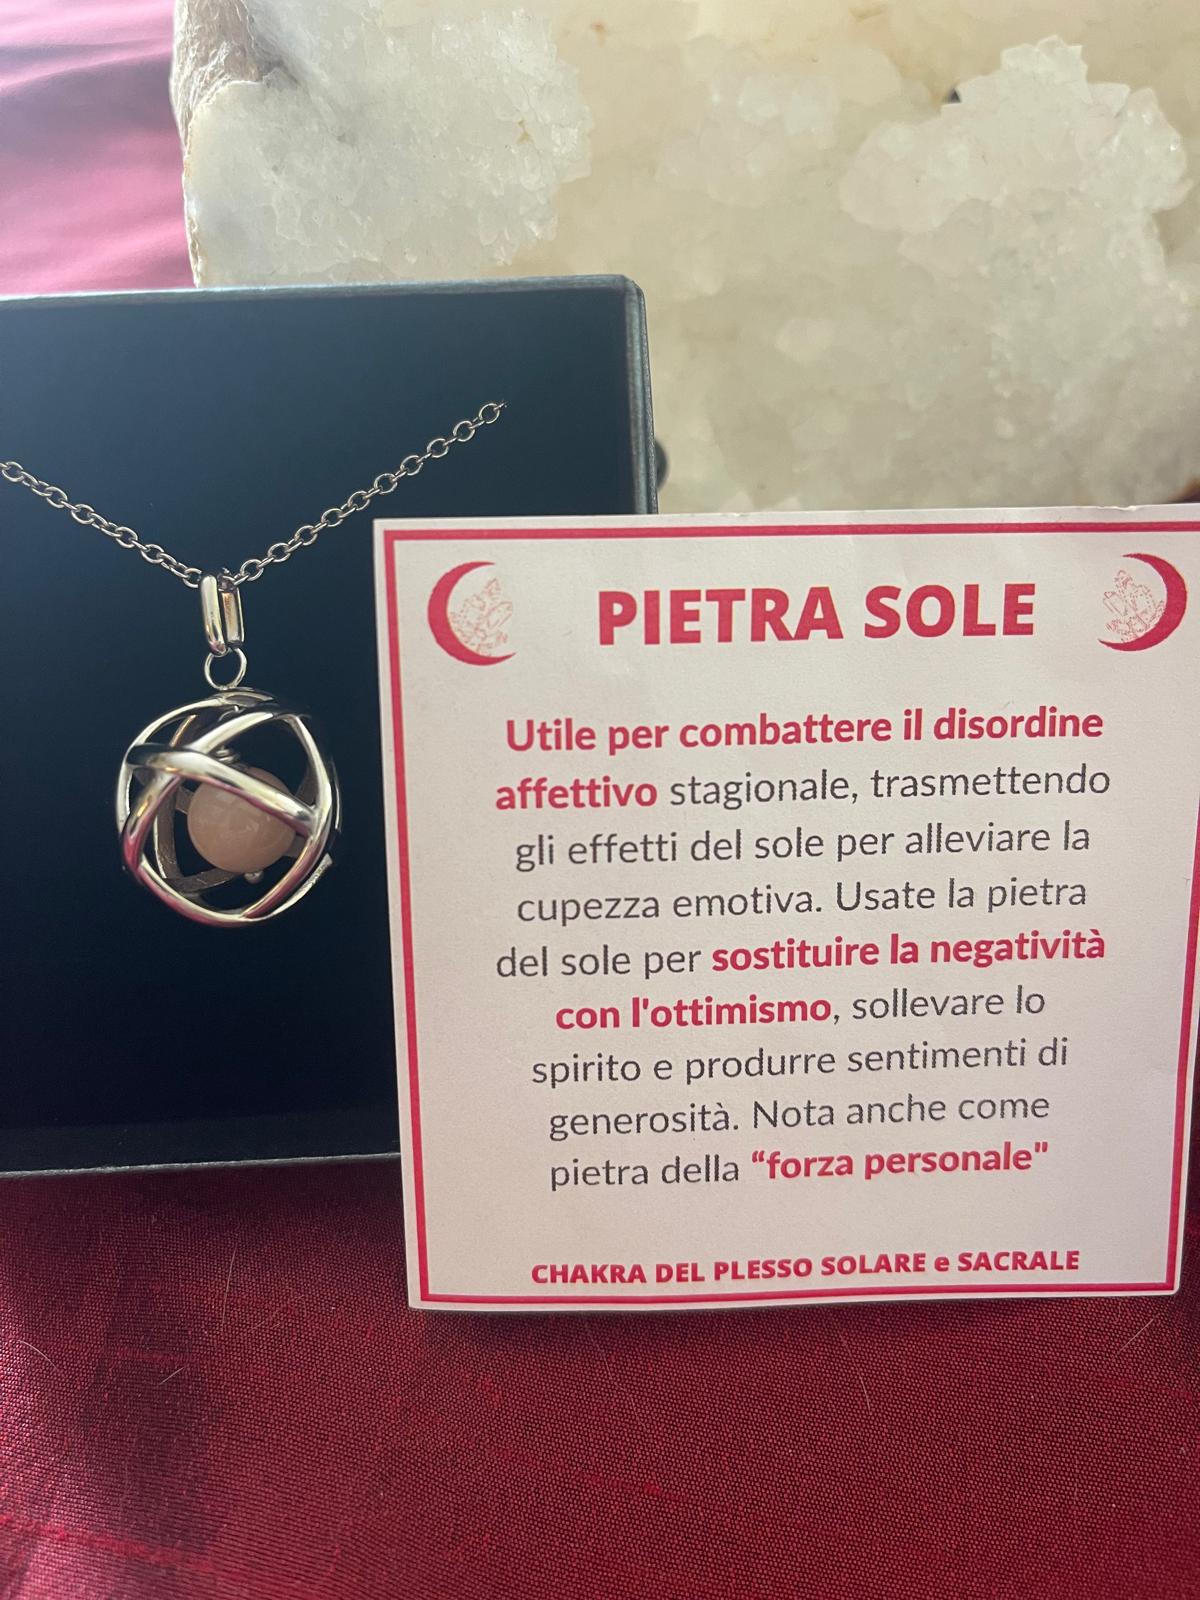 PIETRA SOLE
Utile per combattere il disordine
affettivo stagionale, trasmettendo
gli effetti del sole per alleviare la
cupezza emotiva. Usate la pietra
del sole per sostituire la negatività
con l'ottimismo, sollevare lo
spirito e produrre sentimenti di
generosità. Nota anche come
pietra della “forza personale"
CHAKRA DEL PLESSO SOLARE e SACRALE